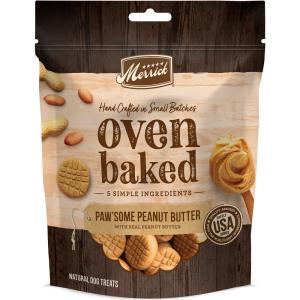 Merrick
Hand Crafted in Small Batches
oven
baked
5 SIMPLE INGREDIENTS
PAW'SOME PEANUT BUTTER
WITH REAL PEANUT BUTTER
USA
NATURAL DOG TREATS